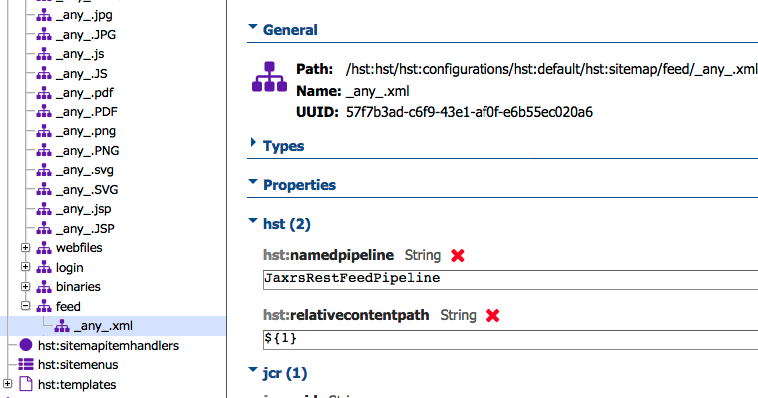 _any_.jpg
_any_.JPG
_any_.js
_any_.JS
_any_.pdf
_any_.PDF
_any_.png
_any_.PNG
_any_.svg
_any_.SVG
_any_.jsp
_any_.JSP
webfiles
login
binaries
feed
_any_.xml
hst:sitemapitemhandlers
hst:sitemenus
hst:templates
General
Path: /hst:hst/hst:configurations/hst:default/hst:sitemap/feed/_any_.xml
Name: _any_.xml
UUID: 57f7b3ad-c6f9-43e1-af0f-e6b55ec020a6
Types
Properties
hst (2)
hst:namedpipeline String
JaxrsRestFeedPipeline
hst:relativecontentpath String
${1}
jcr (1)